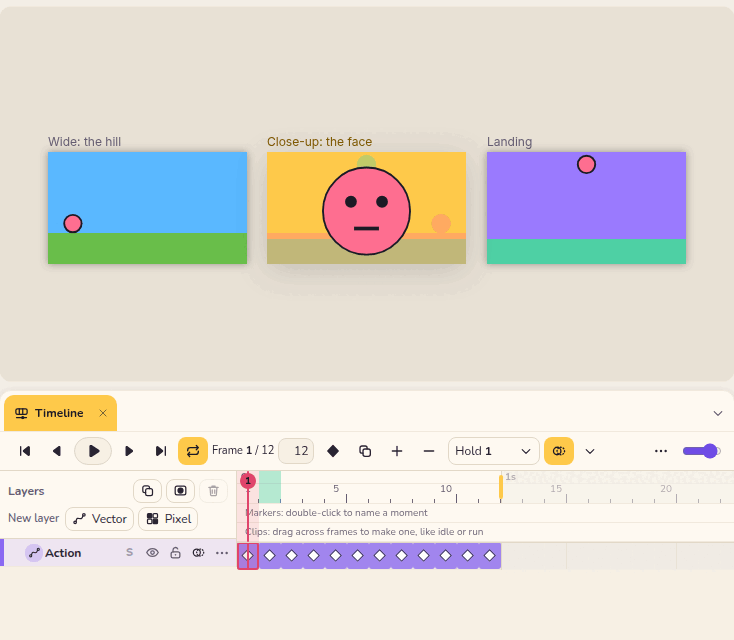 Wide: the hill
Close-up: the face
Landing
Timeline
Frame 1 / 12
12
Hold 1
Layers
1
5
10
1s
15
20
New layer
Vector
Pixel
Markers: double-click to name a moment
Clips: drag across frames to make one, like idle or run
Action
S